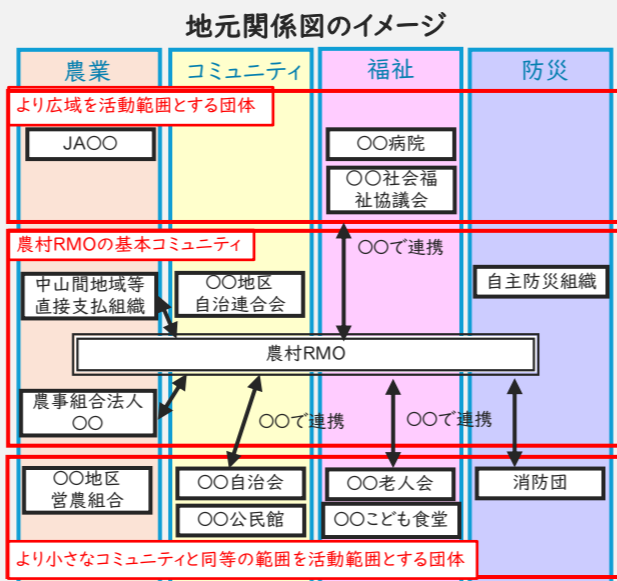 地元関係図のイメージ
農業
コミュニティ
福祉
防災
より広域を活動範囲とする団体
JA〇〇
〇〇病院
〇〇社会福
祉協議会
農村RMOの基本コミュニティ
〇〇で連携
中山間地域等
直接支払組織
〇〇地区
自治連合会
自主防災組織
農村RMO
農事組合法人
〇〇
〇〇で連携
〇〇で連携
〇〇地区
営農組合
〇〇自治会
〇〇老人会
消防団
〇〇公民館
〇〇こども食堂
より小さなコミュニティと同等の範囲を活動範囲とする団体